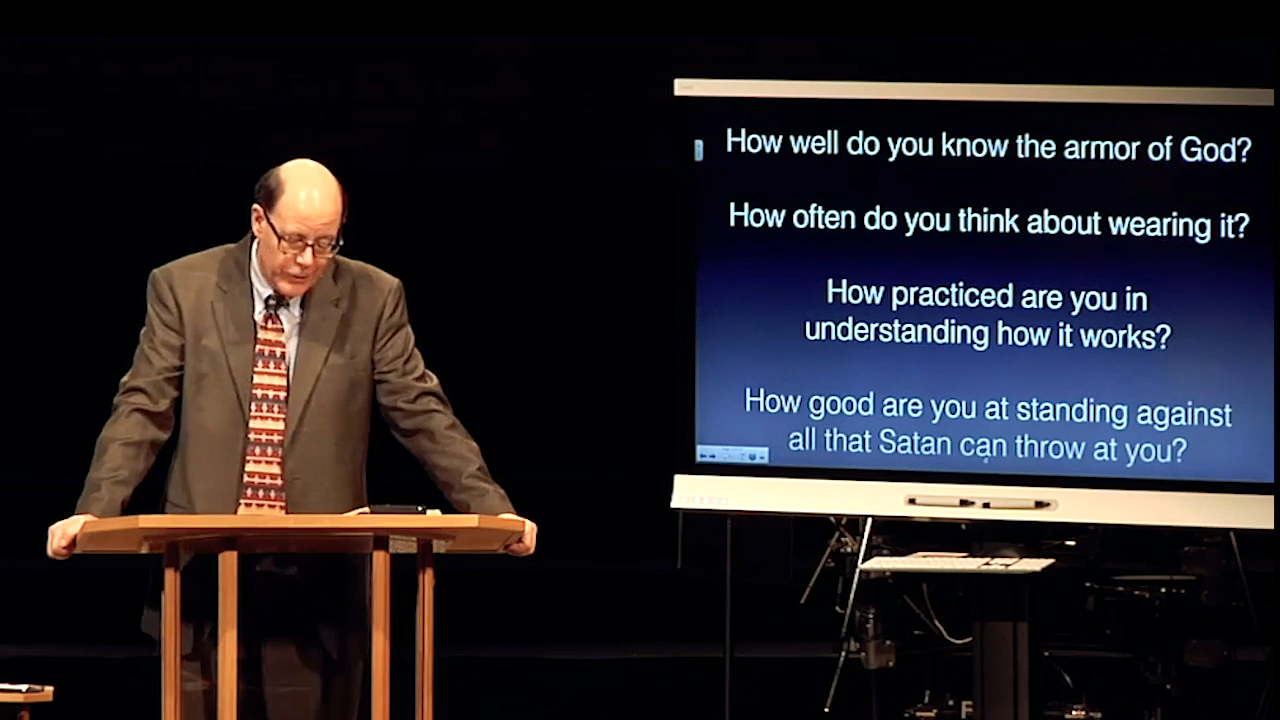 How well do you know the armor of God?
How often do you think about wearing it?
How practiced are you in
understanding how it works?
How good are you at standing against
all that Satan can throw at you?